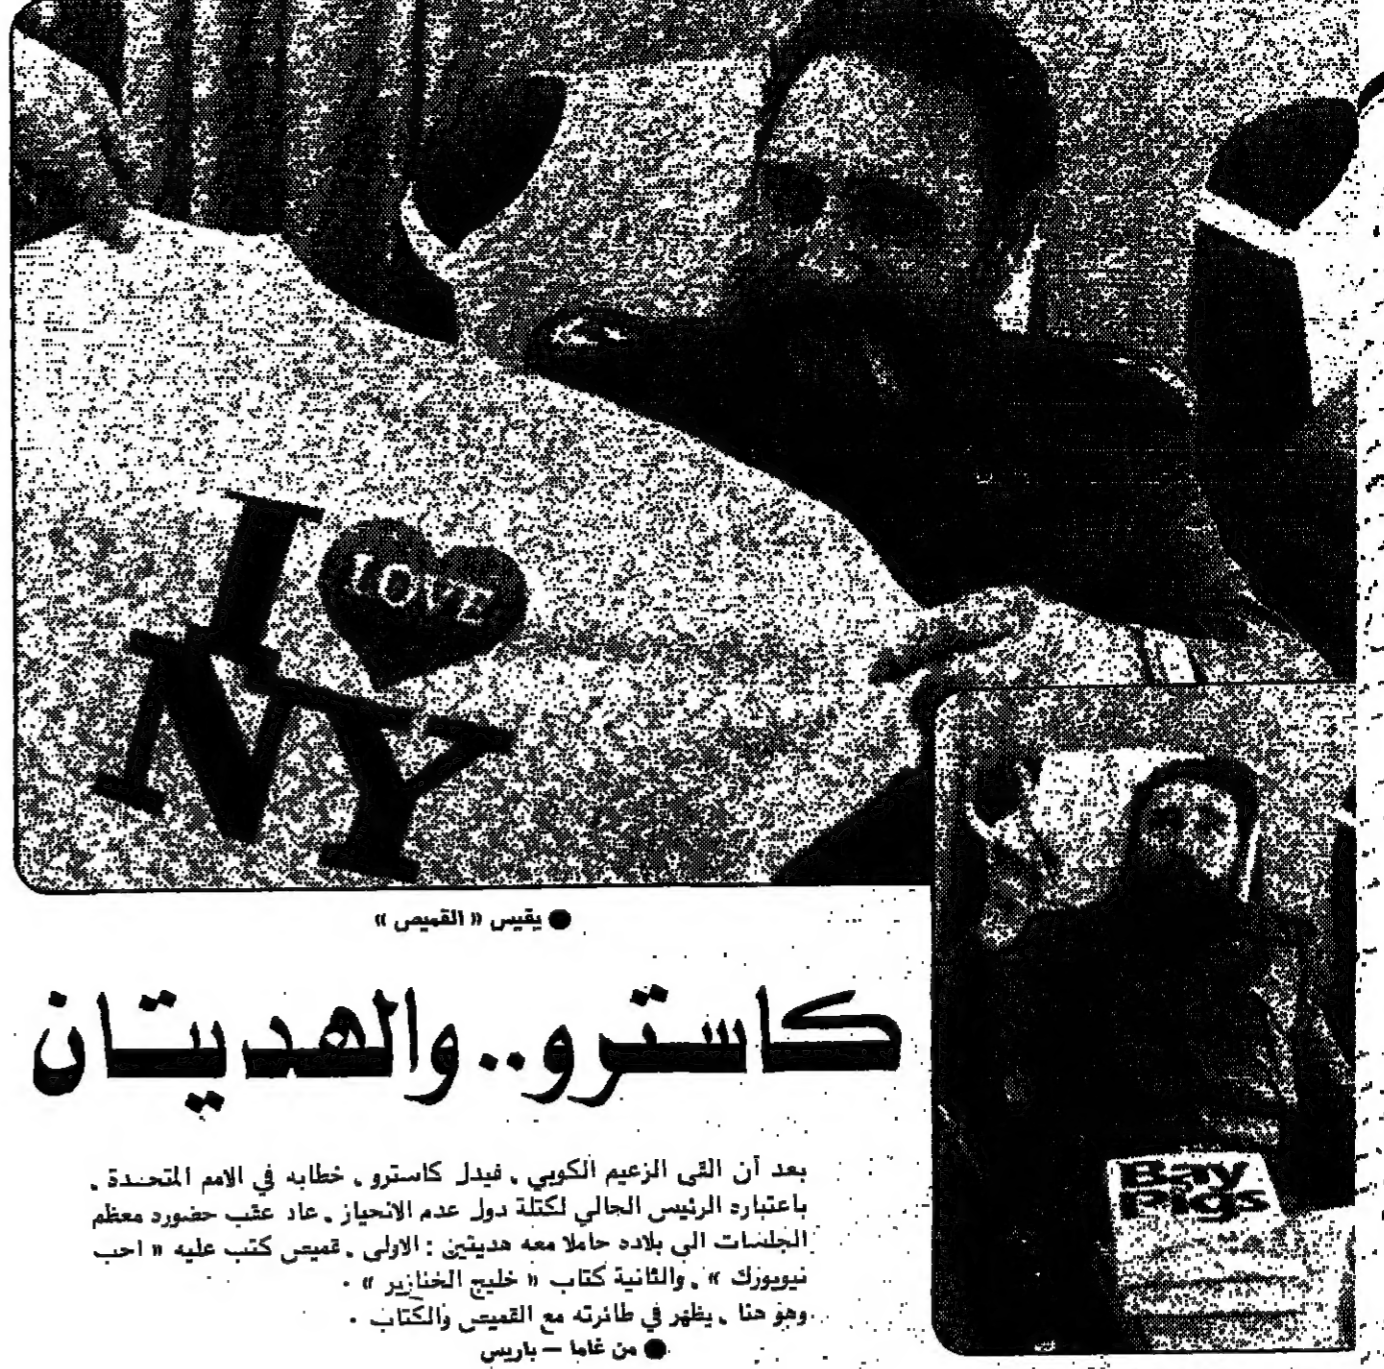 I LOVE
NY
● يقيس « القميص »
Bay
Pigs
كاسترو.. والهديتان
بعد أن القى الزعيم الكوبي ، فيدل كاسترو ، خطابه في الامم المتحدة ،
باعتباره الرئيس الحالي لكتلة دول عدم الانحياز ، عاد عقب حضوره معظم
الجلسات الى بلاده حاملا معه هديتين : الاولى ، قميص كتب عليه « احب
نيويورك » ، والثانية كتاب « خليج الخنازير » .
وهو هنا ، يظهر في طائرته مع القميص والكتاب .
● من غاما — باريس